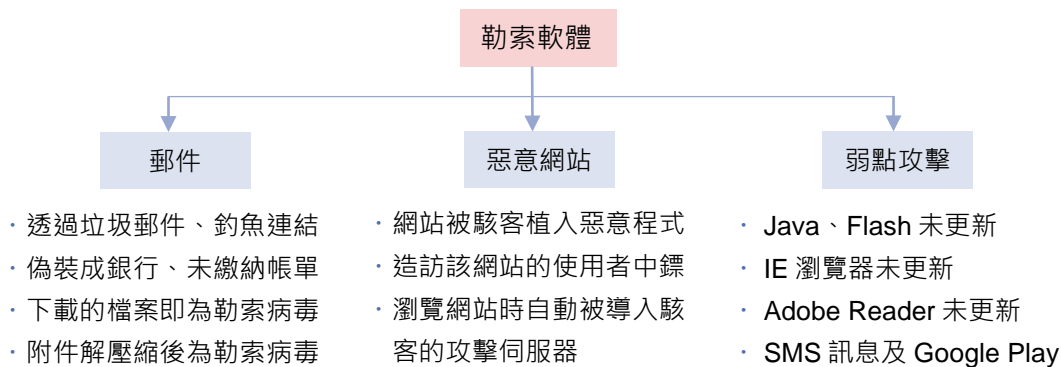 勒索軟體
郵件
惡意網站
弱點攻擊
· 透過垃圾郵件、釣魚連結
· 偽裝成銀行、未繳納帳單
· 下載的檔案即為勒索病毒
· 附件解壓縮後為勒索病毒
· 網站被駭客植入惡意程式
· 造訪該網站的使用者中鏢
· 瀏覽網站時自動被導入駭
客的攻擊伺服器
· Java、Flash 未更新
· IE 瀏覽器未更新
· Adobe Reader 未更新
· SMS 訊息及 Google Play